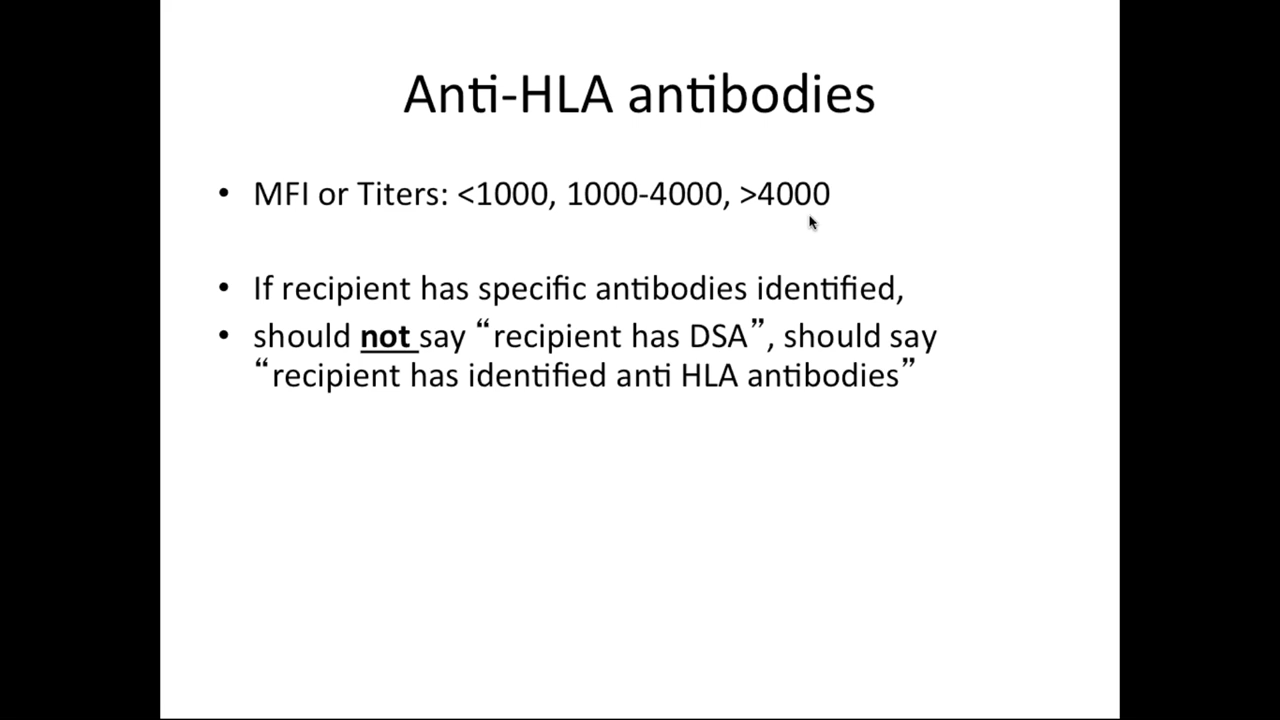 Anti-HLA antibodies
• MFI or Titers: <1000, 1000-4000, >4000
• If recipient has specific antibodies identified,
• should not say “recipient has DSA”, should say
“recipient has identified anti HLA antibodies”